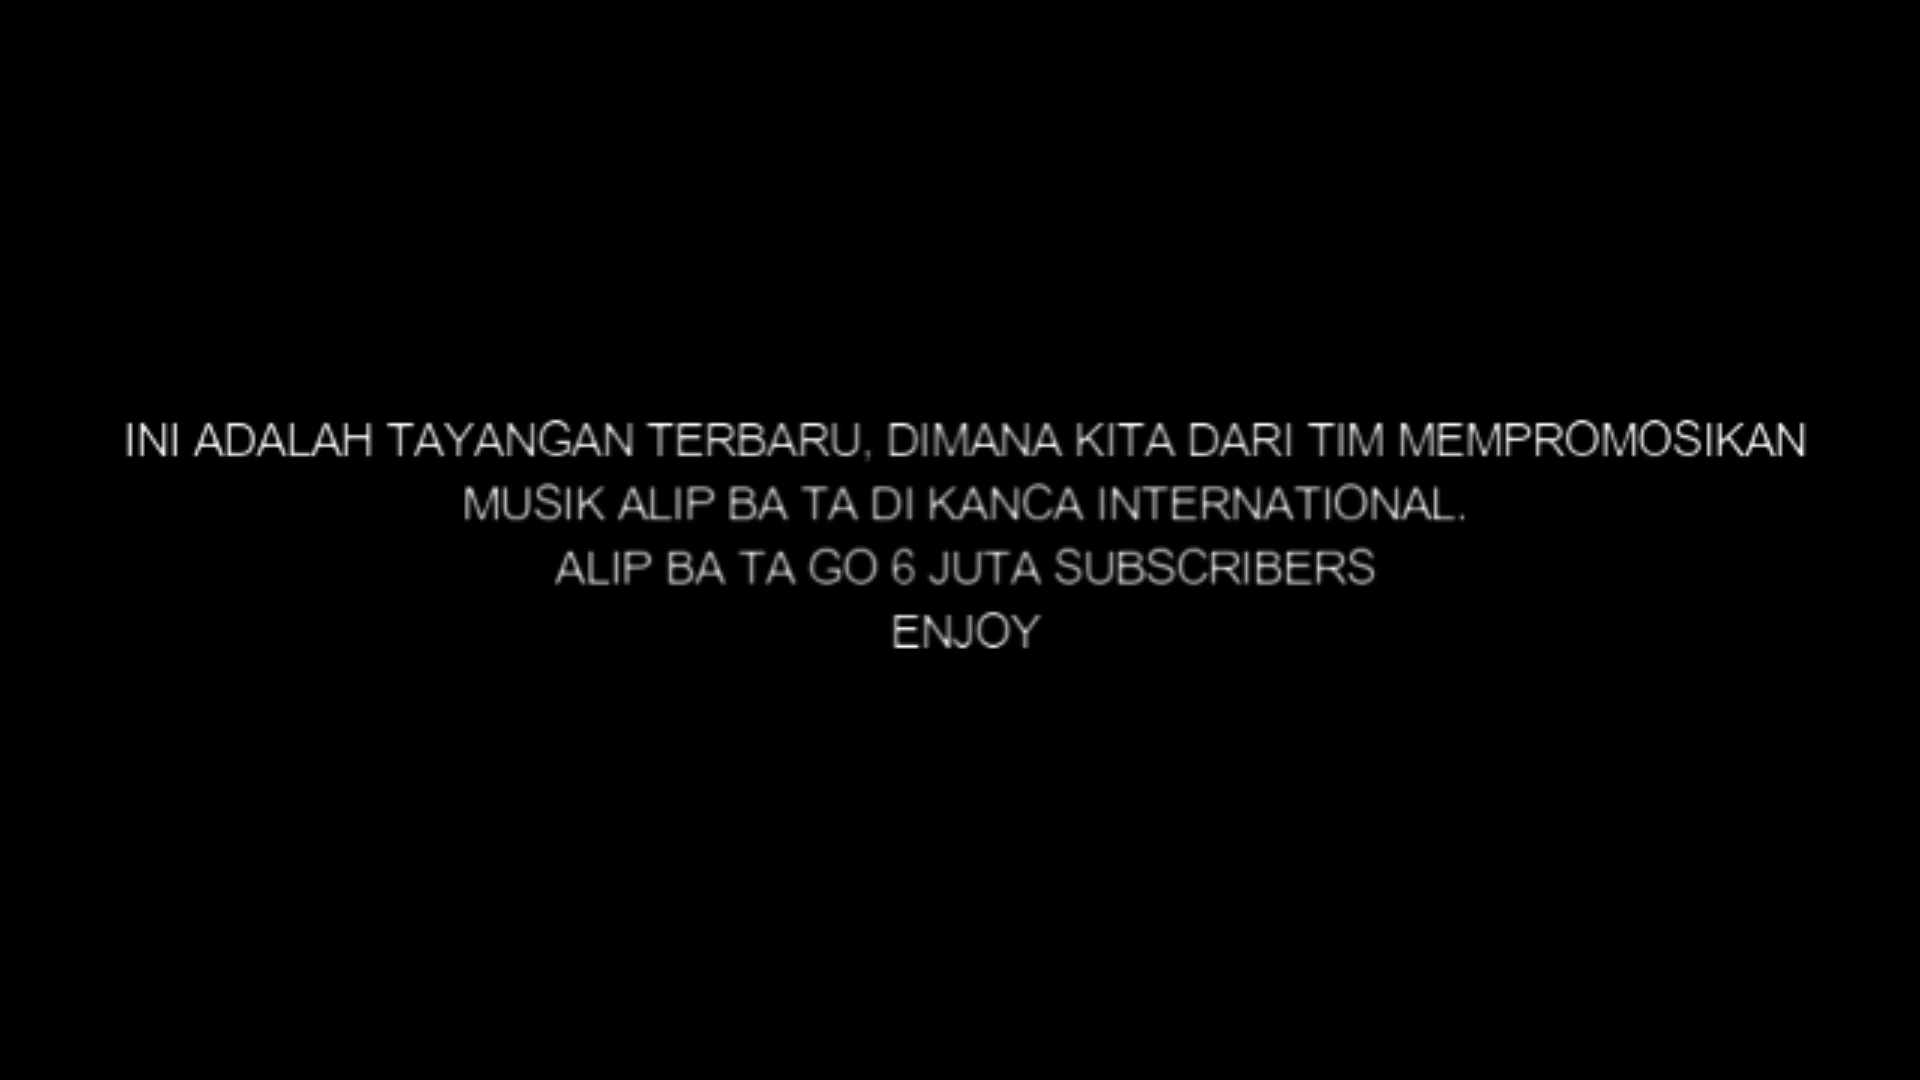 INI ADALAH TAYANGAN TERBARU, DIMANA KITA DARI TIM MEMPROMOSIKAN
MUSIK ALIP BA TA DI KANCA INTERNATIONAL.
ALIP BA TA GO 6 JUTA SUBSCRIBERS
ENJOY